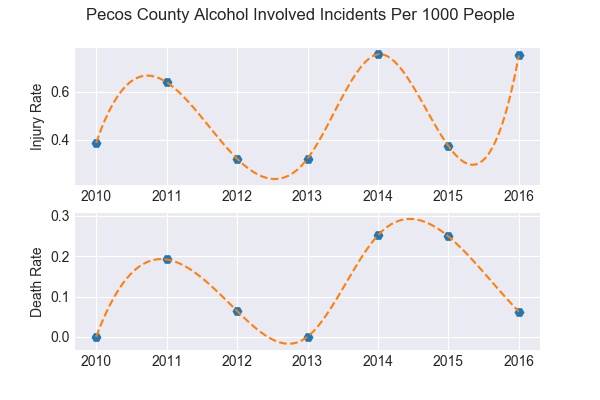 Pecos County Alcohol Involved Incidents Per 1000 People
Injury Rate
0.6
0.4
2010 2011 2012 2013 2014 2015 2016
Death Rate
0.3
0.2
0.1
0.0
2010 2011 2012 2013 2014 2015 2016